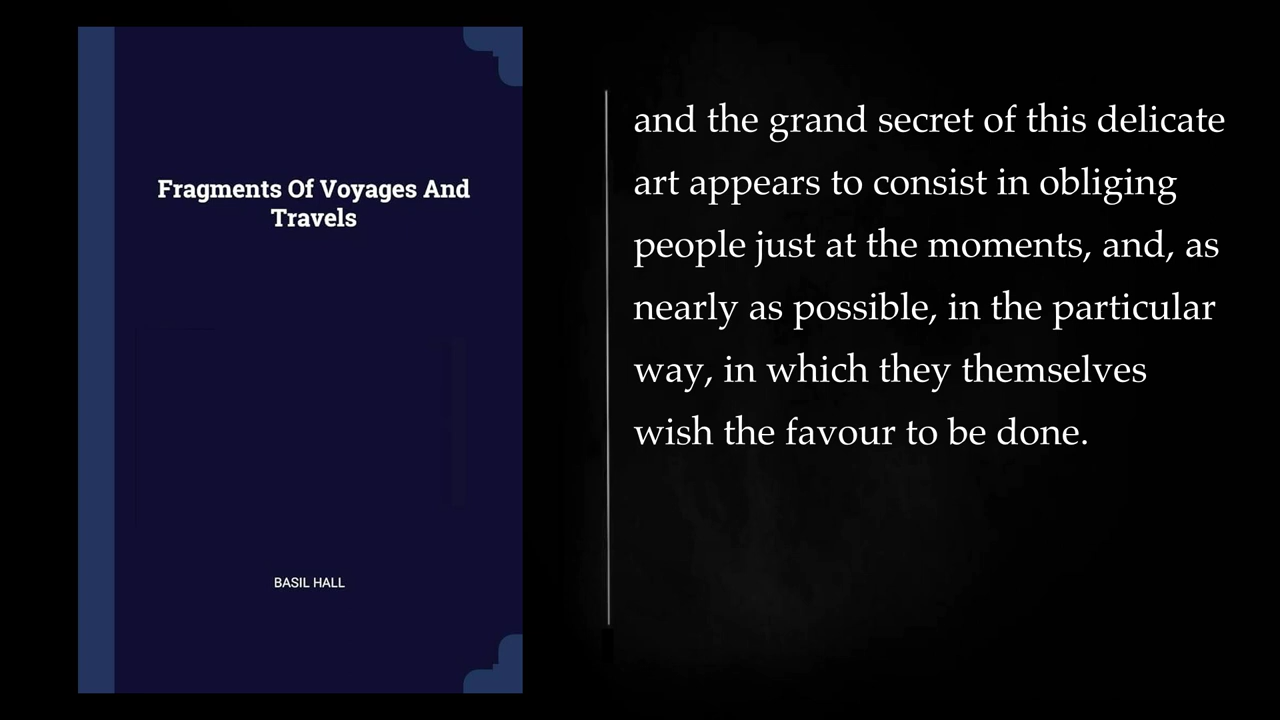 Fragments Of Voyages And
Travels
BASIL HALL
and the grand secret of this delicate
art appears to consist in obliging
people just at the moments, and, as
nearly as possible, in the particular
way, in which they themselves
wish the favour to be done.